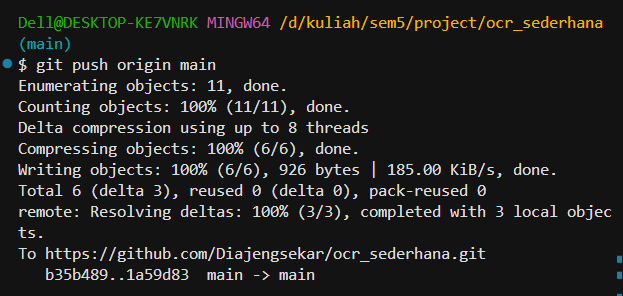 Dell@DESKTOP-KE7VNRK MINGW64 /d/kuliah/sem5/project/ocr_sederhana
(main)
$ git push origin main
Enumerating objects: 11, done.
Counting objects: 100% (11/11), done.
Delta compression using up to 8 threads
Compressing objects: 100% (6/6), done.
Writing objects: 100% (6/6), 926 bytes | 185.00 KiB/s, done.
Total 6 (delta 3), reused 0 (delta 0), pack-reused 0
remote: Resolving deltas: 100% (3/3), completed with 3 local objec
ts.
To https://github.com/Diajengsekar/ocr_sederhana.git
   b35b489..1a59d83  main -> main